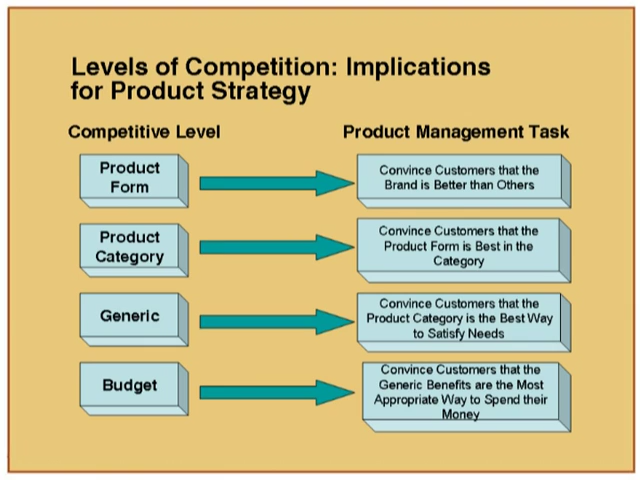 Levels of Competition: Implications
for Product Strategy
Competitive Level
Product Management Task
Product
Form
Convince Customers that the
Brand is Better than Others
Product
Category
Convince Customers that the
Product Form is Best in the
Category
Generic
Convince Customers that the
Product Category is the Best Way
to Satisfy Needs
Budget
Convince Customers that the
Generic Benefits are the Most
Appropriate Way to Spend their
Money